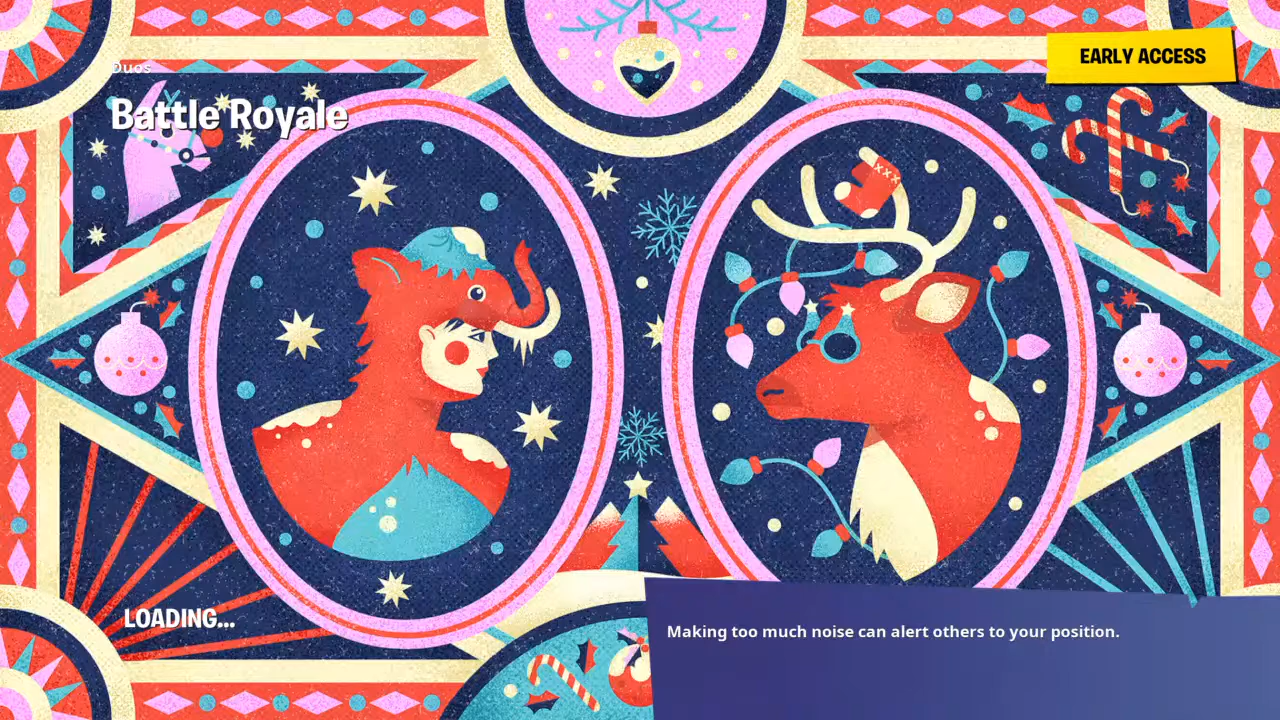 Duos
Battle Royale
EARLY ACCESS
LOADING...
Making too much noise can alert others to your position.